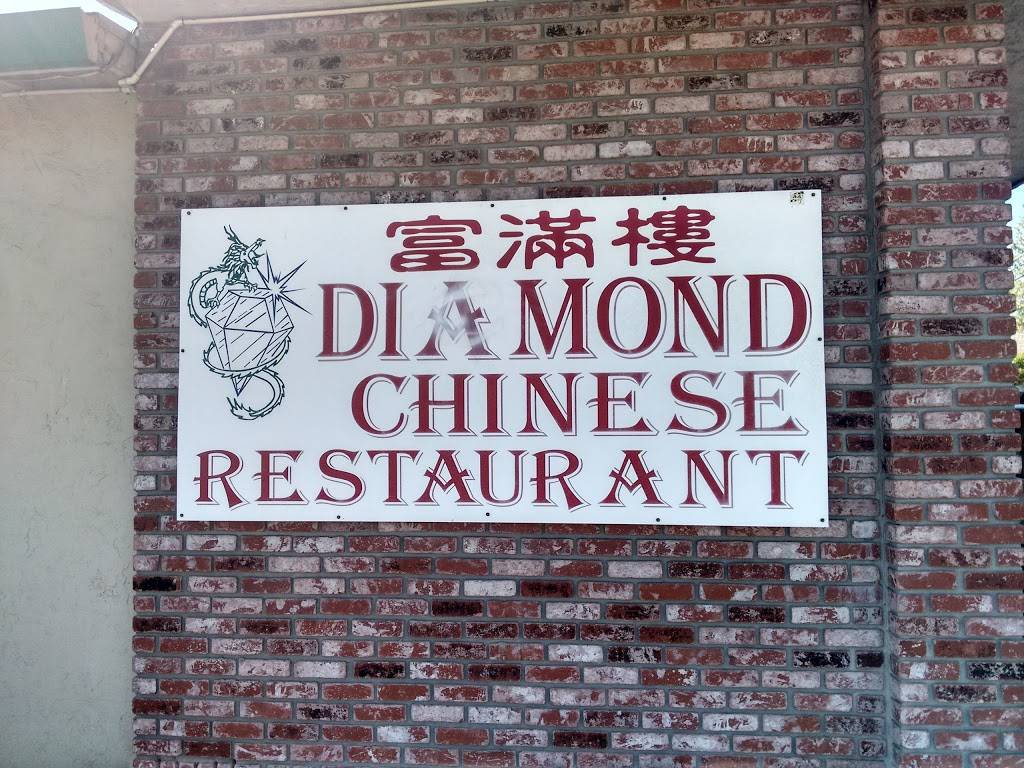 富滿樓
DIAMOND
CHINESE
RESTAURANT